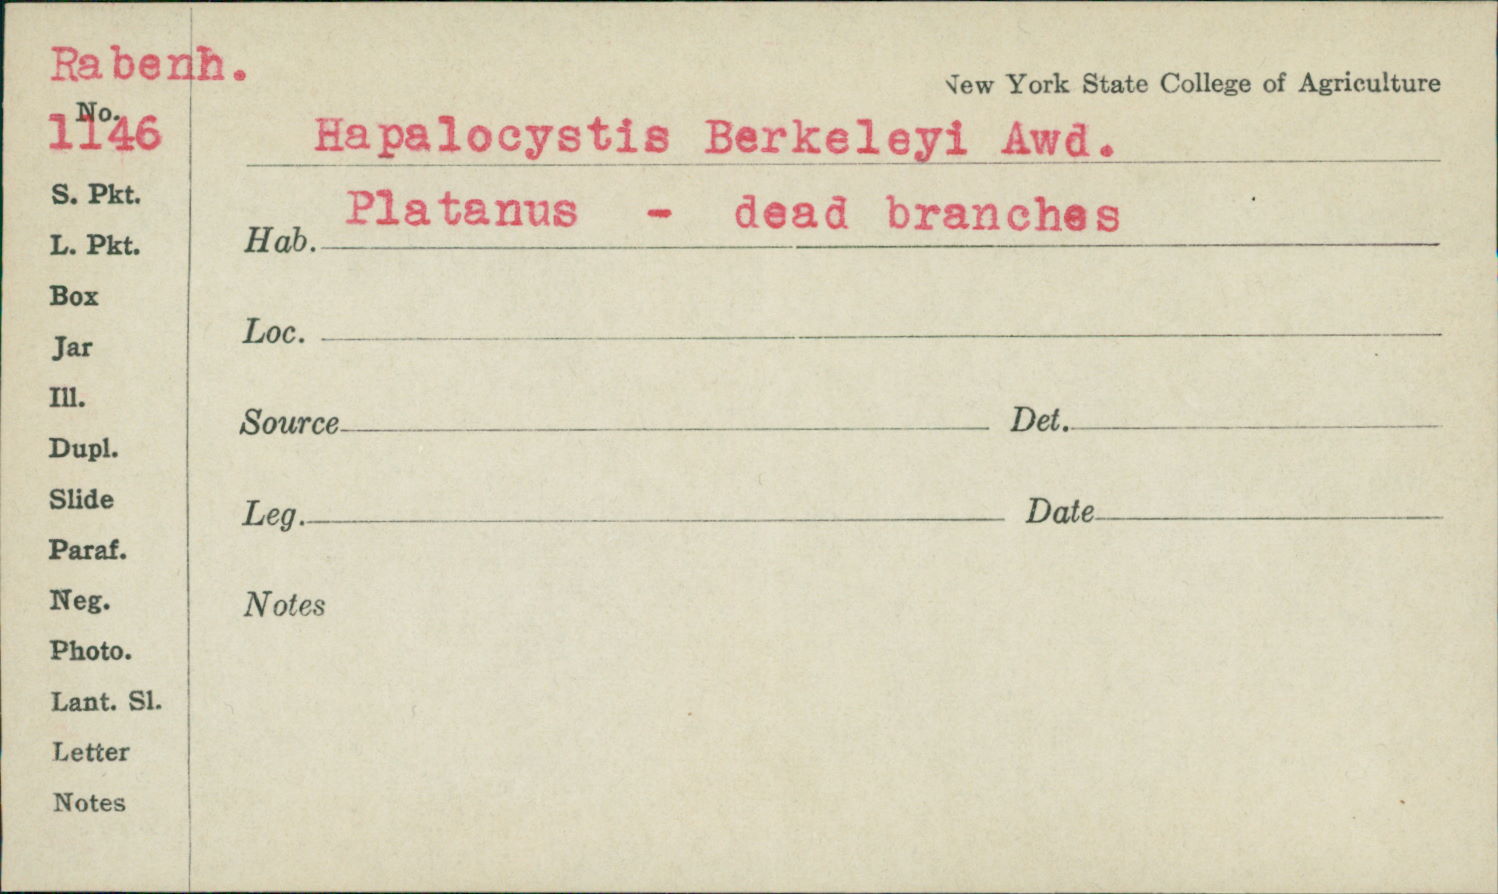 Rabenh.
New York State College of Agriculture
No.
1146
Hapalocystis Berkeleyi Awd.
Platanus - dead branches
Hab.
Loc.
Source
Det.
Leg.
Date
Notes
S. Pkt.
L. Pkt.
Box
Jar
Ill.
Dupl.
Slide
Paraf.
Neg.
Photo.
Lant. Sl.
Letter
Notes